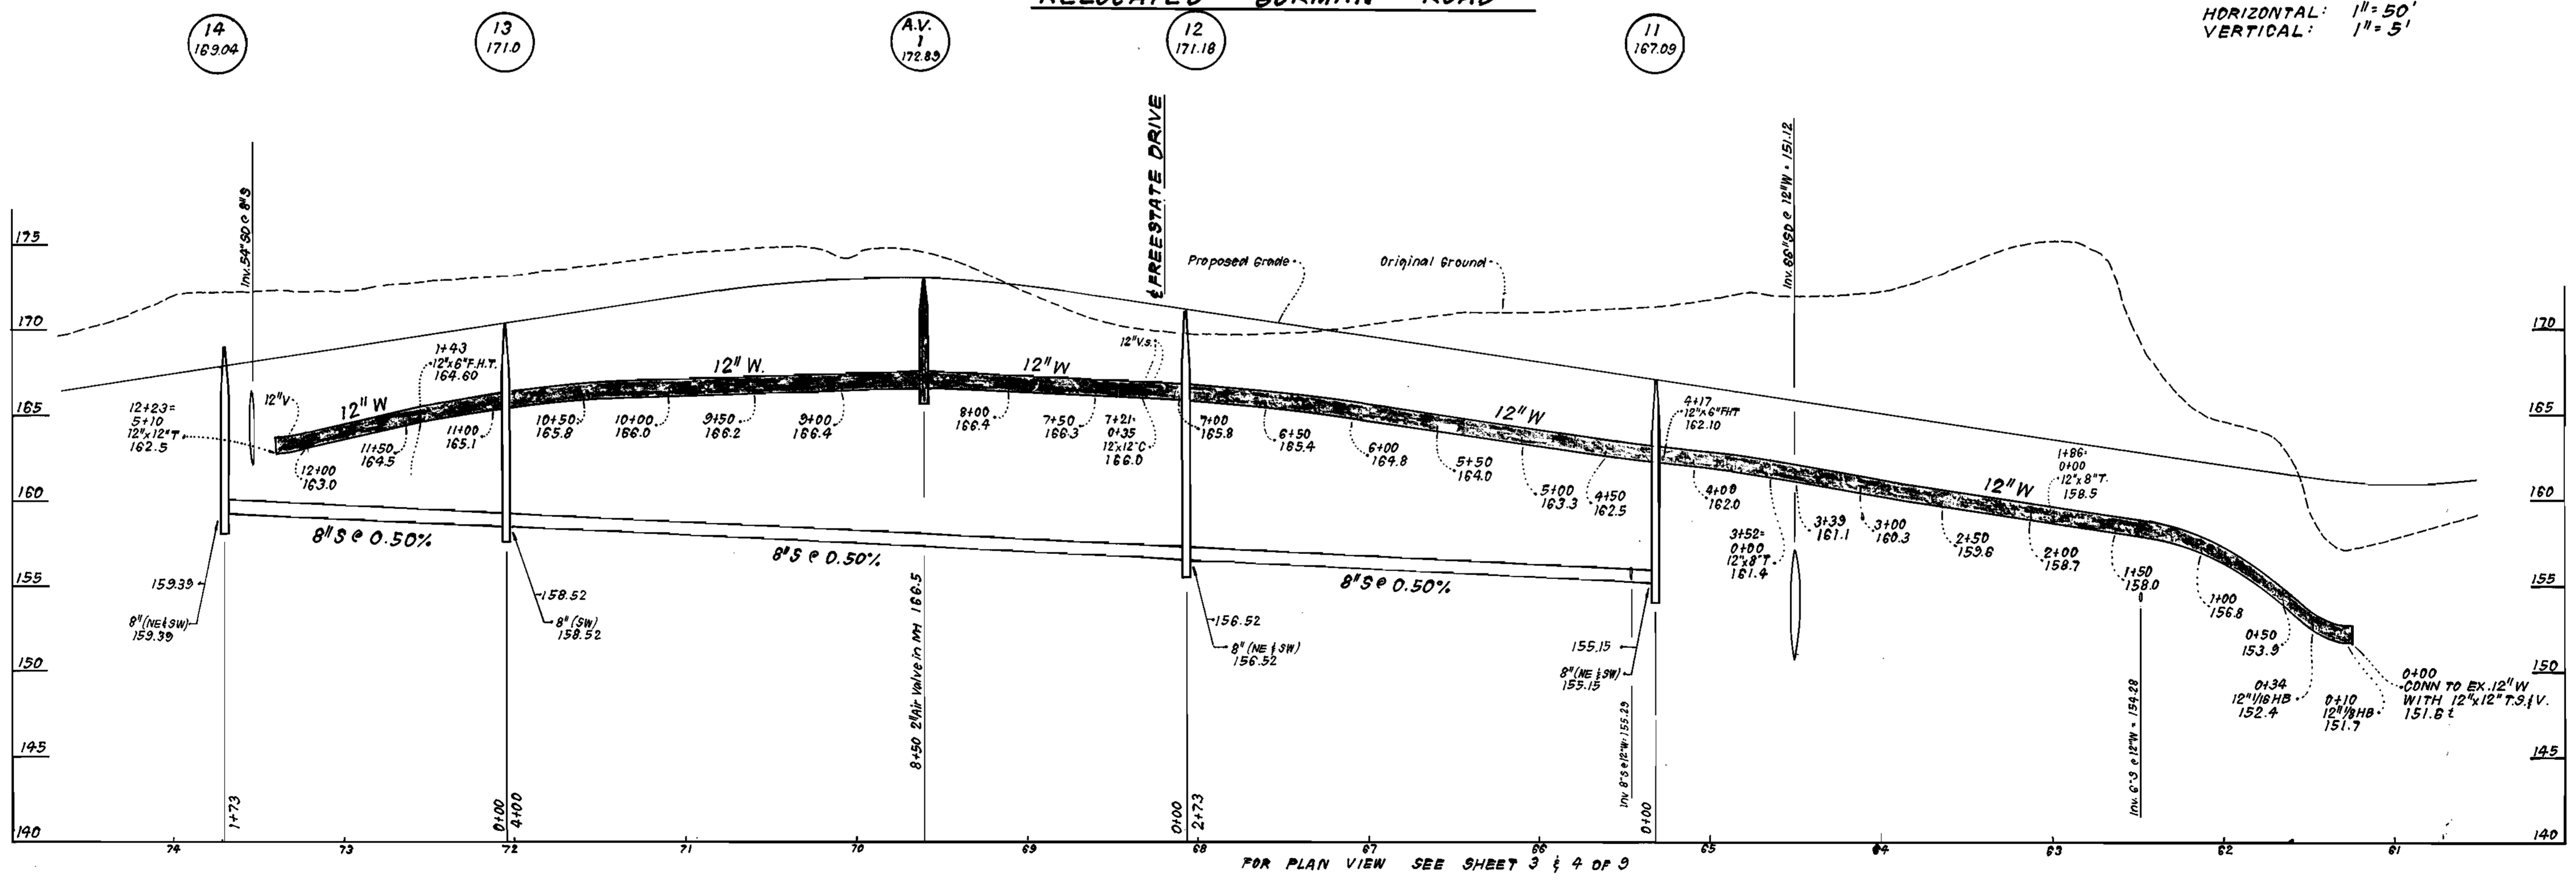 RELOCATED GORMAN ROAD
HORIZONTAL: 1"=50'
VERTICAL: 1"=5'
14
169.04
13
171.0
A.V.
1
172.89
12
171.18
11
167.09
Inv. 54" SD @ 8"S
℄ FREESTATE DRIVE
Inv. 66" SD @ 12"W = 151.12
175
170
165
160
155
150
145
140
170
165
160
155
150
145
140
Proposed Grade
Original Ground
12+23=
5+10
12"x12"T
162.5
12"V
12" W
12+00
163.0
11+50
164.5
1+43
12"x6"F.H.T.
164.60
11+00
165.1
10+50
165.8
10+00
166.0
12" W.
9+50
166.2
9+00
166.4
12" W
8+00
166.4
7+50
166.3
12"V.S.
7+21=
0+35
12"x12"C
166.0
7+00
165.8
6+50
165.4
6+00
164.8
5+50
164.0
12" W
5+00
163.3
4+50
162.5
4+17
12"x6"FHT
162.10
4+00
162.0
3+52=
0+00
12"x8"T
161.4
3+39
161.1
3+00
160.3
2+50
159.6
12" W
1+86=
0+00
12"x8"T.
158.5
2+00
158.7
1+50
158.0
1+00
156.8
0+50
153.9
0+34
12"1/16HB
152.4
0+10
12"1/8HB
151.7
0+00
CONN TO EX. 12" W
WITH 12"x12" T.S.&V.
151.6±
8"S @ 0.50%
8"S @ 0.50%
8"S @ 0.50%
159.39
8"(NE&SW)
159.39
158.52
8" (SW)
158.52
156.52
8" (NE & SW)
156.52
155.15
8"(NE & SW)
155.15
8+50 2"Air Valve in MH 166.5
Inv 8"S @ 12"W=155.29
Inv. 6"S @ 12"W = 154.28
1+73
0+00
4+00
0+00
2+73
0+00
74 73 72 71 70 69 68 67 66 65 64 63 62 61
FOR PLAN VIEW SEE SHEET 3 & 4 OF 9